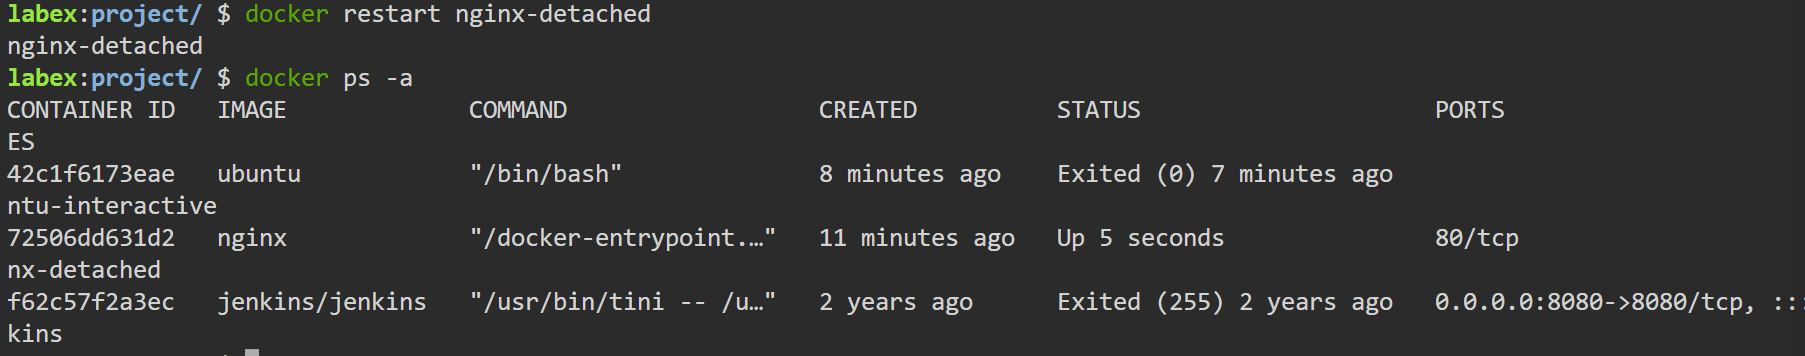 labex:project/ $ docker restart nginx-detached
nginx-detached
labex:project/ $ docker ps -a
CONTAINER ID   IMAGE             COMMAND                  CREATED          STATUS                     PORTS
ES
42c1f6173eae   ubuntu            "/bin/bash"              8 minutes ago    Exited (0) 7 minutes ago
ntu-interactive
72506dd631d2   nginx             "/docker-entrypoint.…"   11 minutes ago   Up 5 seconds               80/tcp
nx-detached
f62c57f2a3ec   jenkins/jenkins   "/usr/bin/tini -- /u…"   2 years ago      Exited (255) 2 years ago   0.0.0.0:8080->8080/tcp, :::
kins